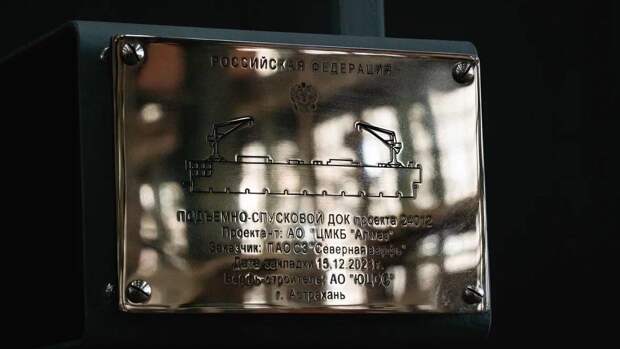 РОССИЙСКАЯ ФЕДЕРАЦИЯ
ПОДЪЕМНО-СПУСКОВОЙ ДОК проекта 24012
Проектант: АО "ЦМКБ "Алмаз"
Заказчик: ПАО СЗ "Северная верфь"
Дата закладки 15.12.2021
строитель: АО "ЮЦСС"
г. Астрахань